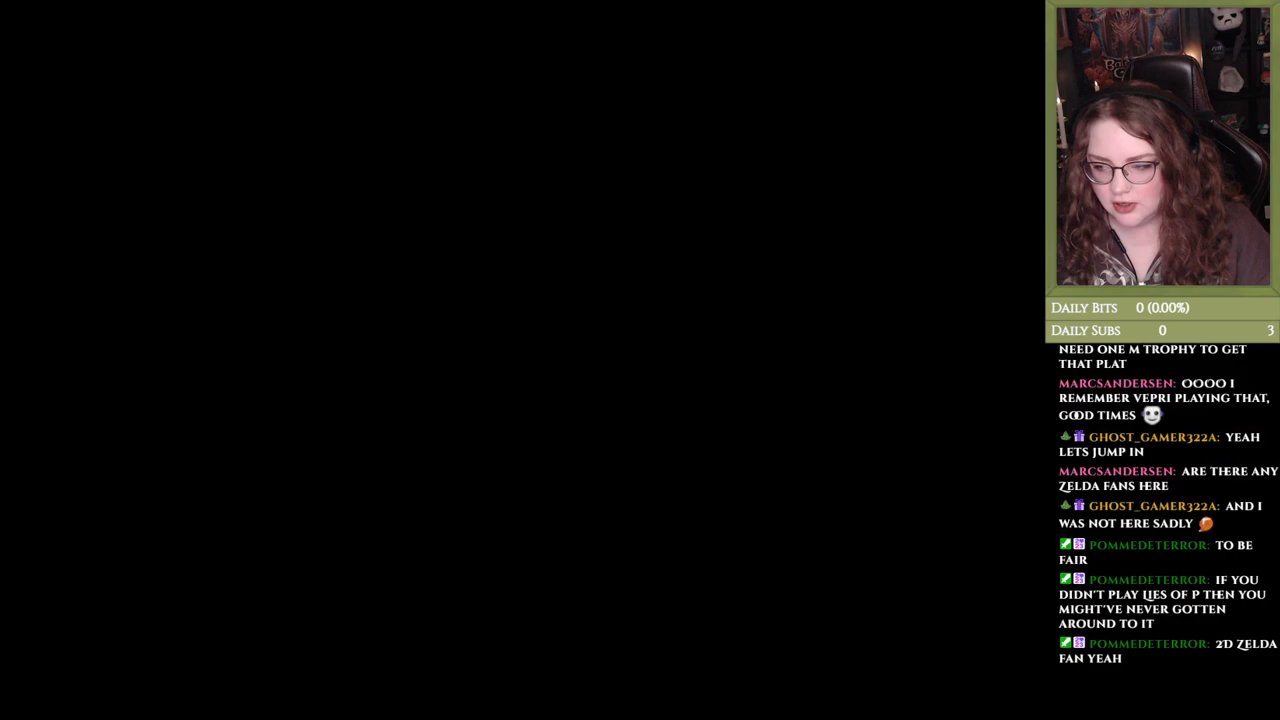 Bal
G
DAILY BITS 0 (0.00%)
DAILY SUBS 0 3
NEED ONE M TROPHY TO GET
THAT PLAT
MARCSANDERSEN: OOOO I
REMEMBER VEPRI PLAYING THAT,
GOOD TIMES
GHOST_GAMER322A: YEAH
LETS JUMP IN
MARCSANDERSEN: ARE THERE ANY
ZELDA FANS HERE
GHOST_GAMER322A: AND I
WAS NOT HERE SADLY
POMMEDETERROR: TO BE
FAIR
POMMEDETERROR: IF YOU
DIDN'T PLAY LIES OF P THEN YOU
MIGHT'VE NEVER GOTTEN
AROUND TO IT
POMMEDETERROR: 2D ZELDA
FAN YEAH